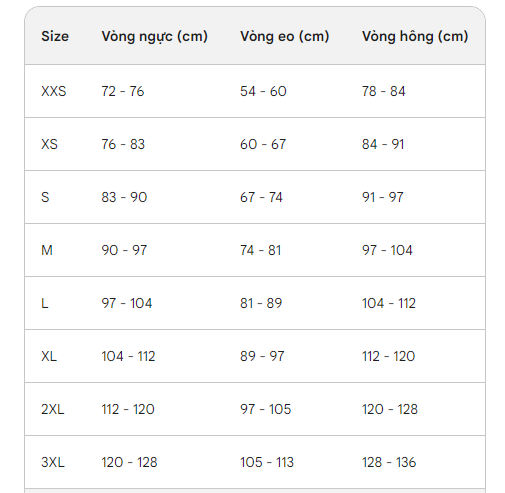 Size Vòng ngực (cm) Vòng eo (cm) Vòng hông (cm)
XXS 72 - 76 54 - 60 78 - 84
XS 76 - 83 60 - 67 84 - 91
S 83 - 90 67 - 74 91 - 97
M 90 - 97 74 - 81 97 - 104
L 97 - 104 81 - 89 104 - 112
XL 104 - 112 89 - 97 112 - 120
2XL 112 - 120 97 - 105 120 - 128
3XL 120 - 128 105 - 113 128 - 136